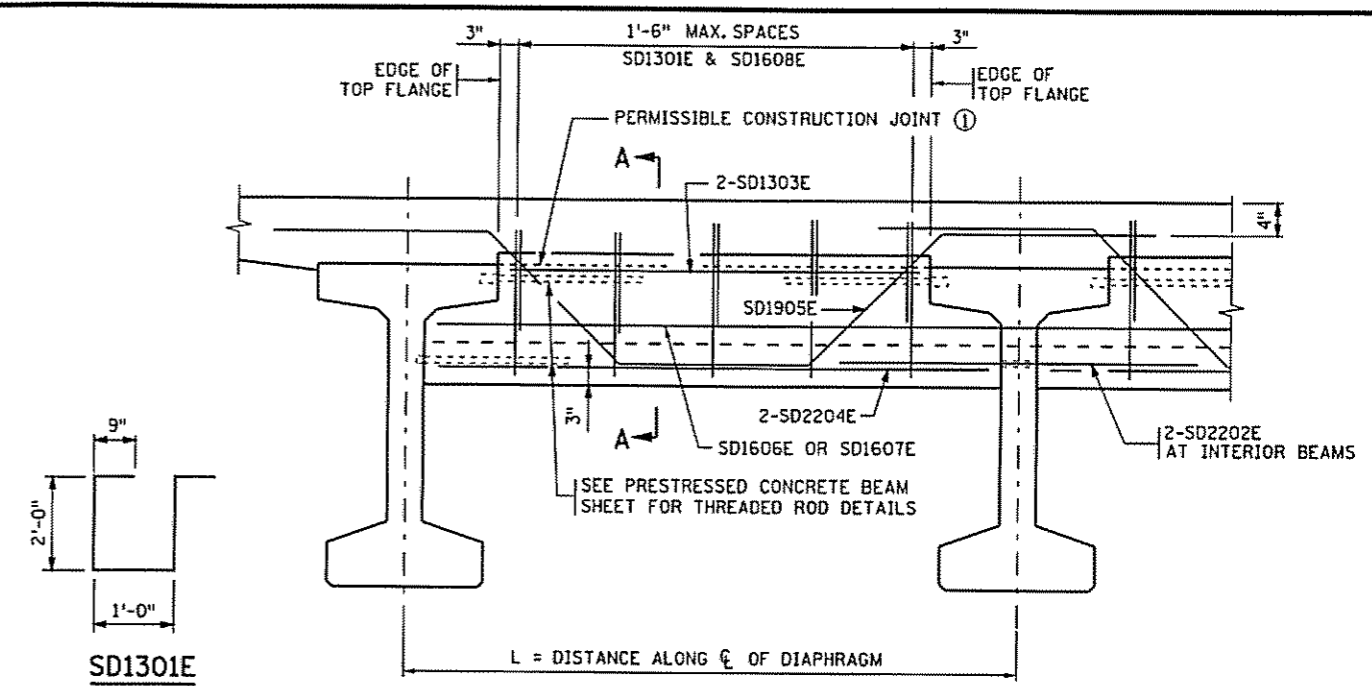 3"
1'-6" MAX. SPACES
3"
SD1301E & SD1608E
EDGE OF
TOP FLANGE
EDGE OF
TOP FLANGE
PERMISSIBLE CONSTRUCTION JOINT ①
A
2-SD1303E
4"
SD1905E
3"
2-SD2204E
A
SD1606E OR SD1607E
2-SD2202E
AT INTERIOR BEAMS
SEE PRESTRESSED CONCRETE BEAM
SHEET FOR THREADED ROD DETAILS
9"
2'-0"
1'-0"
SD1301E
L = DISTANCE ALONG ℄ OF DIAPHRAGM